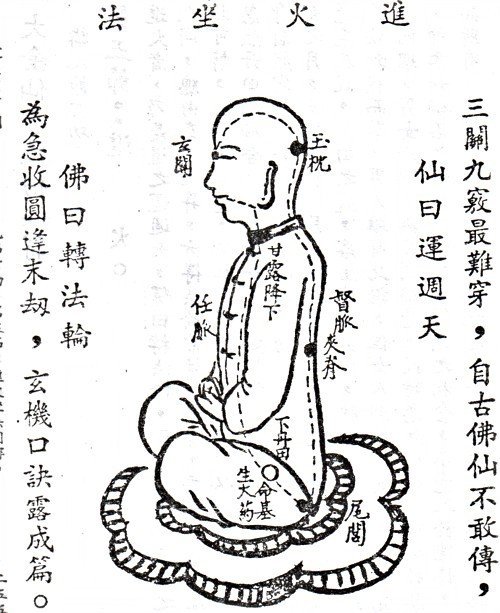 進火坐法
三關九竅最難穿,自古佛仙不敢傳,
仙曰運週天
玉枕
玄關
甘露降下
督脈
夾脊
任脈
下丹田
命基
生大药
尾閭
佛曰轉法輪
為急收圓逢末劫,玄機口訣露成篇。